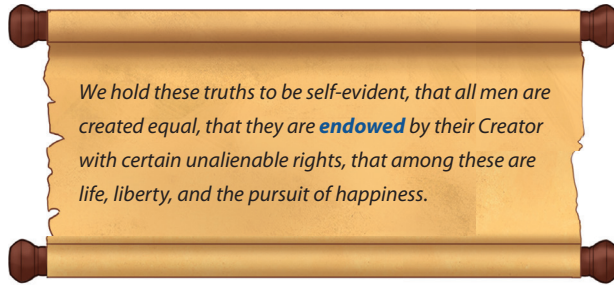 We hold these truths to be self-evident, that all men are
created equal, that they are endowed by their Creator
with certain unalienable rights, that among these are
life, liberty, and the pursuit of happiness.